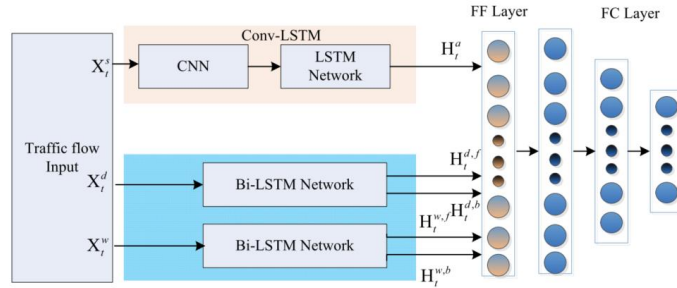 FF Layer
FC Layer
Conv-LSTM
X_t^s
CNN
LSTM
Network
H_t^a
Traffic flow
Input
X_t^d
Bi-LSTM Network
H_t^{d,f}
H_t^{d,b}
H_t^{w,f}
X_t^w
Bi-LSTM Network
H_t^{w,b}